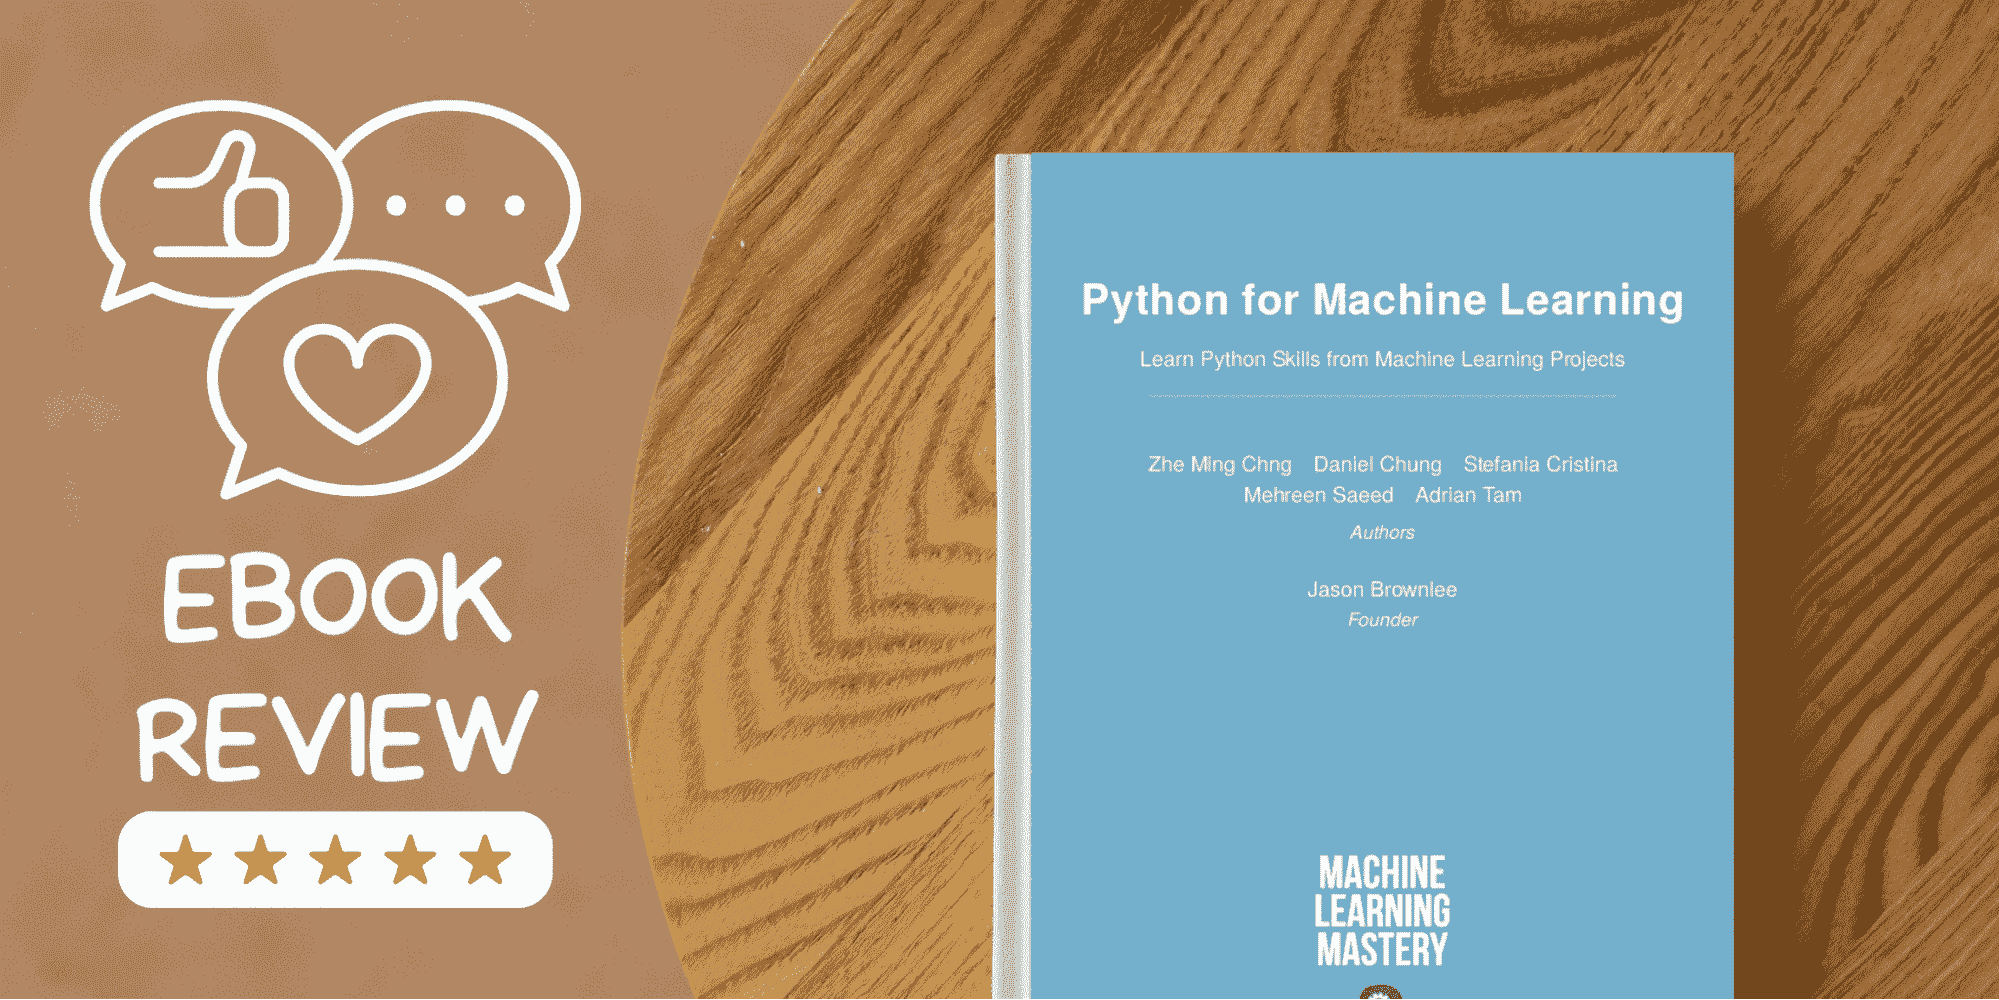 EBOOK
REVIEW
Python for Machine Learning
Learn Python Skills from Machine Learning Projects
Zhe Ming Chng Daniel Chung Stefania Cristina
Mehreen Saeed Adrian Tam
Authors
Jason Brownlee
Founder
MACHINE
LEARNING
MASTERY